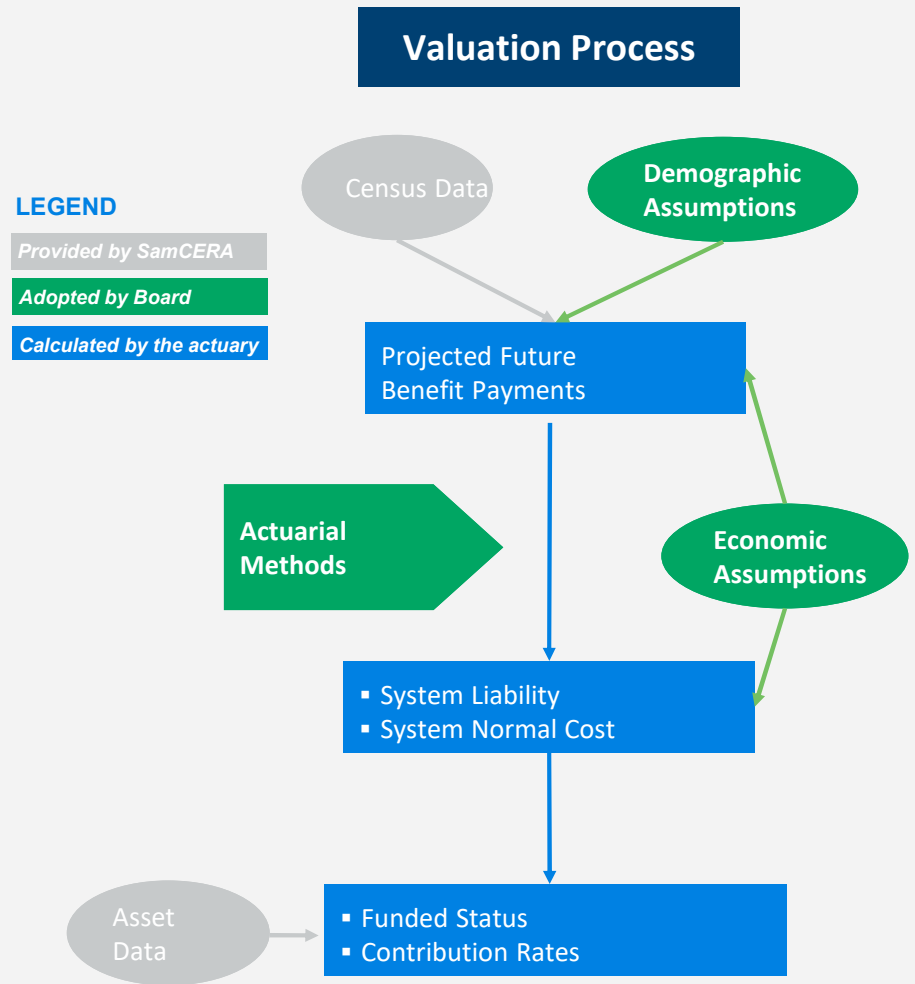 Valuation Process
Census Data
Demographic
Assumptions
LEGEND
Provided by SamCERA
Adopted by Board
Calculated by the actuary
Projected Future
Benefit Payments
Actuarial
Methods
Economic
Assumptions
▪ System Liability
▪ System Normal Cost
Asset
Data
▪ Funded Status
▪ Contribution Rates